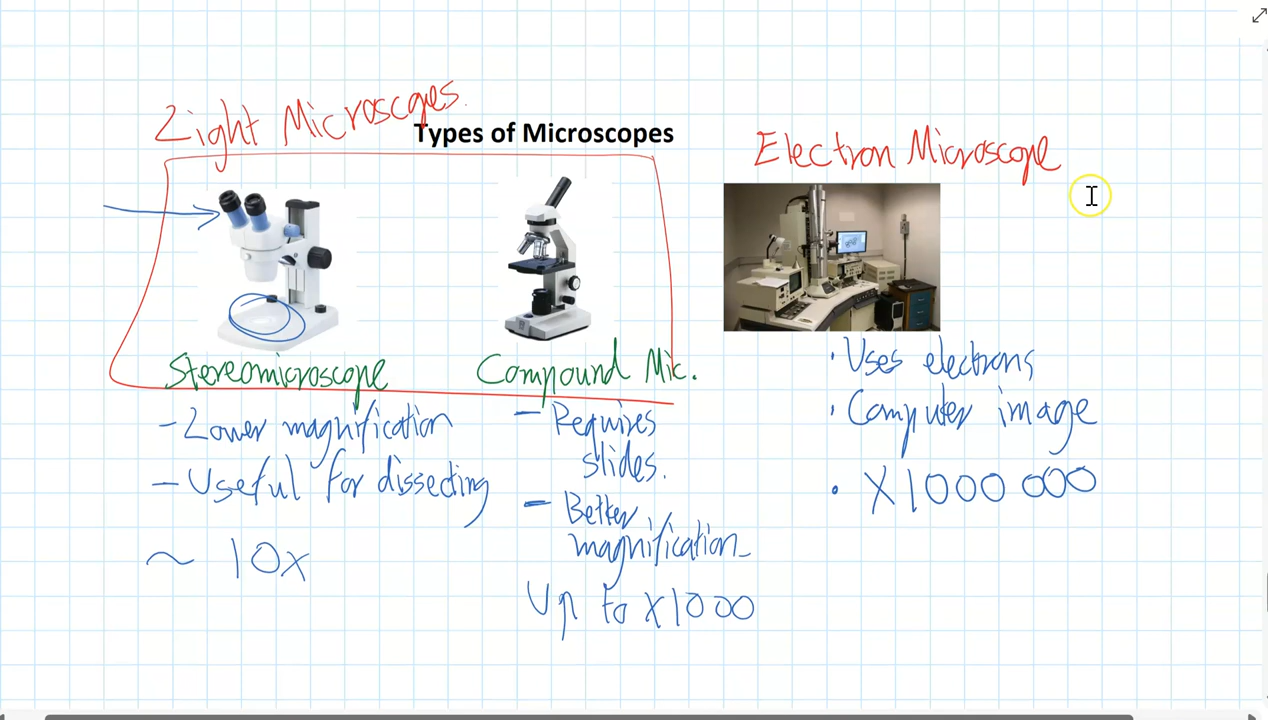 Light Microscopes.
Types of Microscopes
Electron Microscope
Stereomicroscope
Compound Mic.
- Lower magnification
- Useful for dissecting
~ 10x
- Requires
slides.
- Better
magnification
Up to X1000
· Uses electrons
· Computer image
· X1000 000